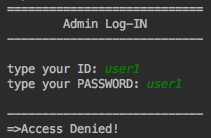 ==============================
Admin Log-IN
------------------------------
type your ID: user1
type your PASSWORD: user1
------------------------------
=>Access Denied!